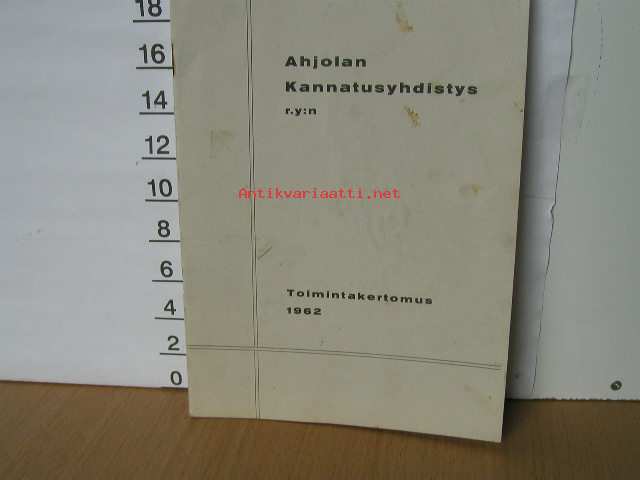 18
16
14
12
10
8
6
4
2
0
Ahjolan
Kannatusyhdistys
r.y:n
Antikvariaatti.net
Toimintakertomus
1962